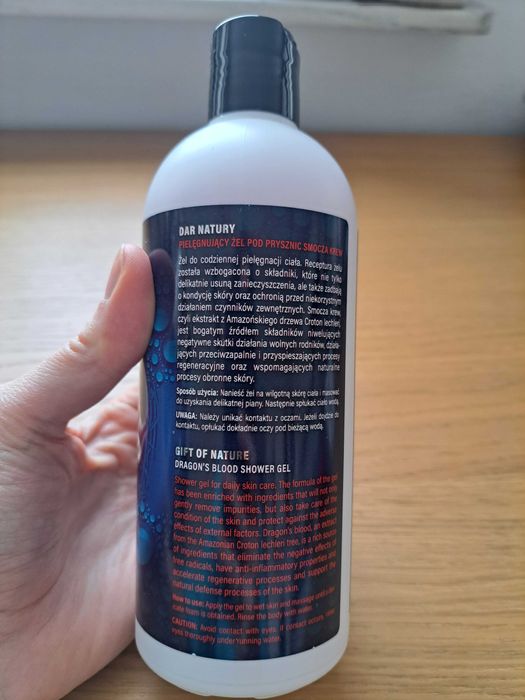 DAR NATURY
PIELĘGNUJĄCY ŻEL POD PRYSZNIC SMOCZA KREW
Żel do codziennej pielęgnacji ciała. Receptura żelu
została wzbogacona o składniki, które nie tylko
delikatnie usuną zanieczyszczenia, ale także zadbają
o kondycję skóry oraz ochronią przed niekorzystnym
działaniem czynników zewnętrznych. Smocza krew,
czyli ekstrakt z Amazońskiego drzewa Croton lechleri,
jest bogatym źródłem składników niwelujących
negatywne skutki działania wolnych rodników, działa-
jących przeciwzapalnie i przyspieszających procesy
regeneracyjne oraz wspomagających naturalne
procesy obronne skóry.
Sposób użycia: Nanieść żel na wilgotną skórę ciała i masować
do uzyskania delikatnej piany. Następnie spłukać ciało wodą.
UWAGA: Należy unikać kontaktu z oczami. Jeżeli dojdzie do
kontaktu, opłukać dokładnie oczy pod bieżącą wodą.
GIFT OF NATURE
DRAGON'S BLOOD SHOWER GEL
Shower gel for daily skin care. The formula of the gel
has been enriched with ingredients that will not only
gently remove impurities, but also take care of the
condition of the skin and protect against the adverse
effects of external factors. Dragon's blood, an extract
from the Amazonian Croton lechleri tree, is a rich source
of ingredients that eliminate the negative effects of
free radicals, have anti-inflammatory properties and
accelerate regenerative processes and support the
natural defense processes of the skin.
How to use: Apply the gel to wet skin and massage until a deli-
cate foam is obtained. Rinse the body with water.
CAUTION: Avoid contact with eyes. If contact occurs, rinse
eyes thoroughly under running water.